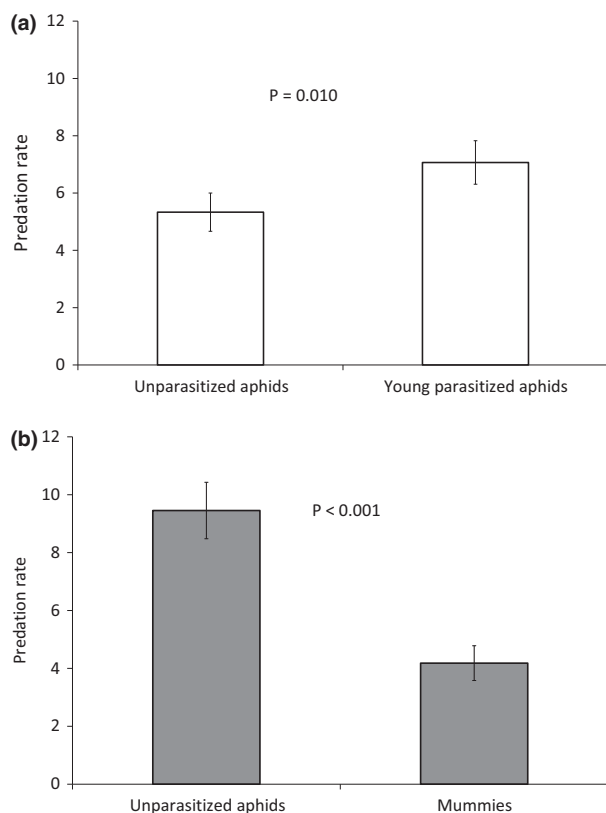 (a)
12
P = 0.010
10
8
6
4
2
0
Predation rate
Unparasitized aphids Young parasitized aphids
(b)
12
P < 0.001
10
8
6
4
2
0
Predation rate
Unparasitized aphids Mummies